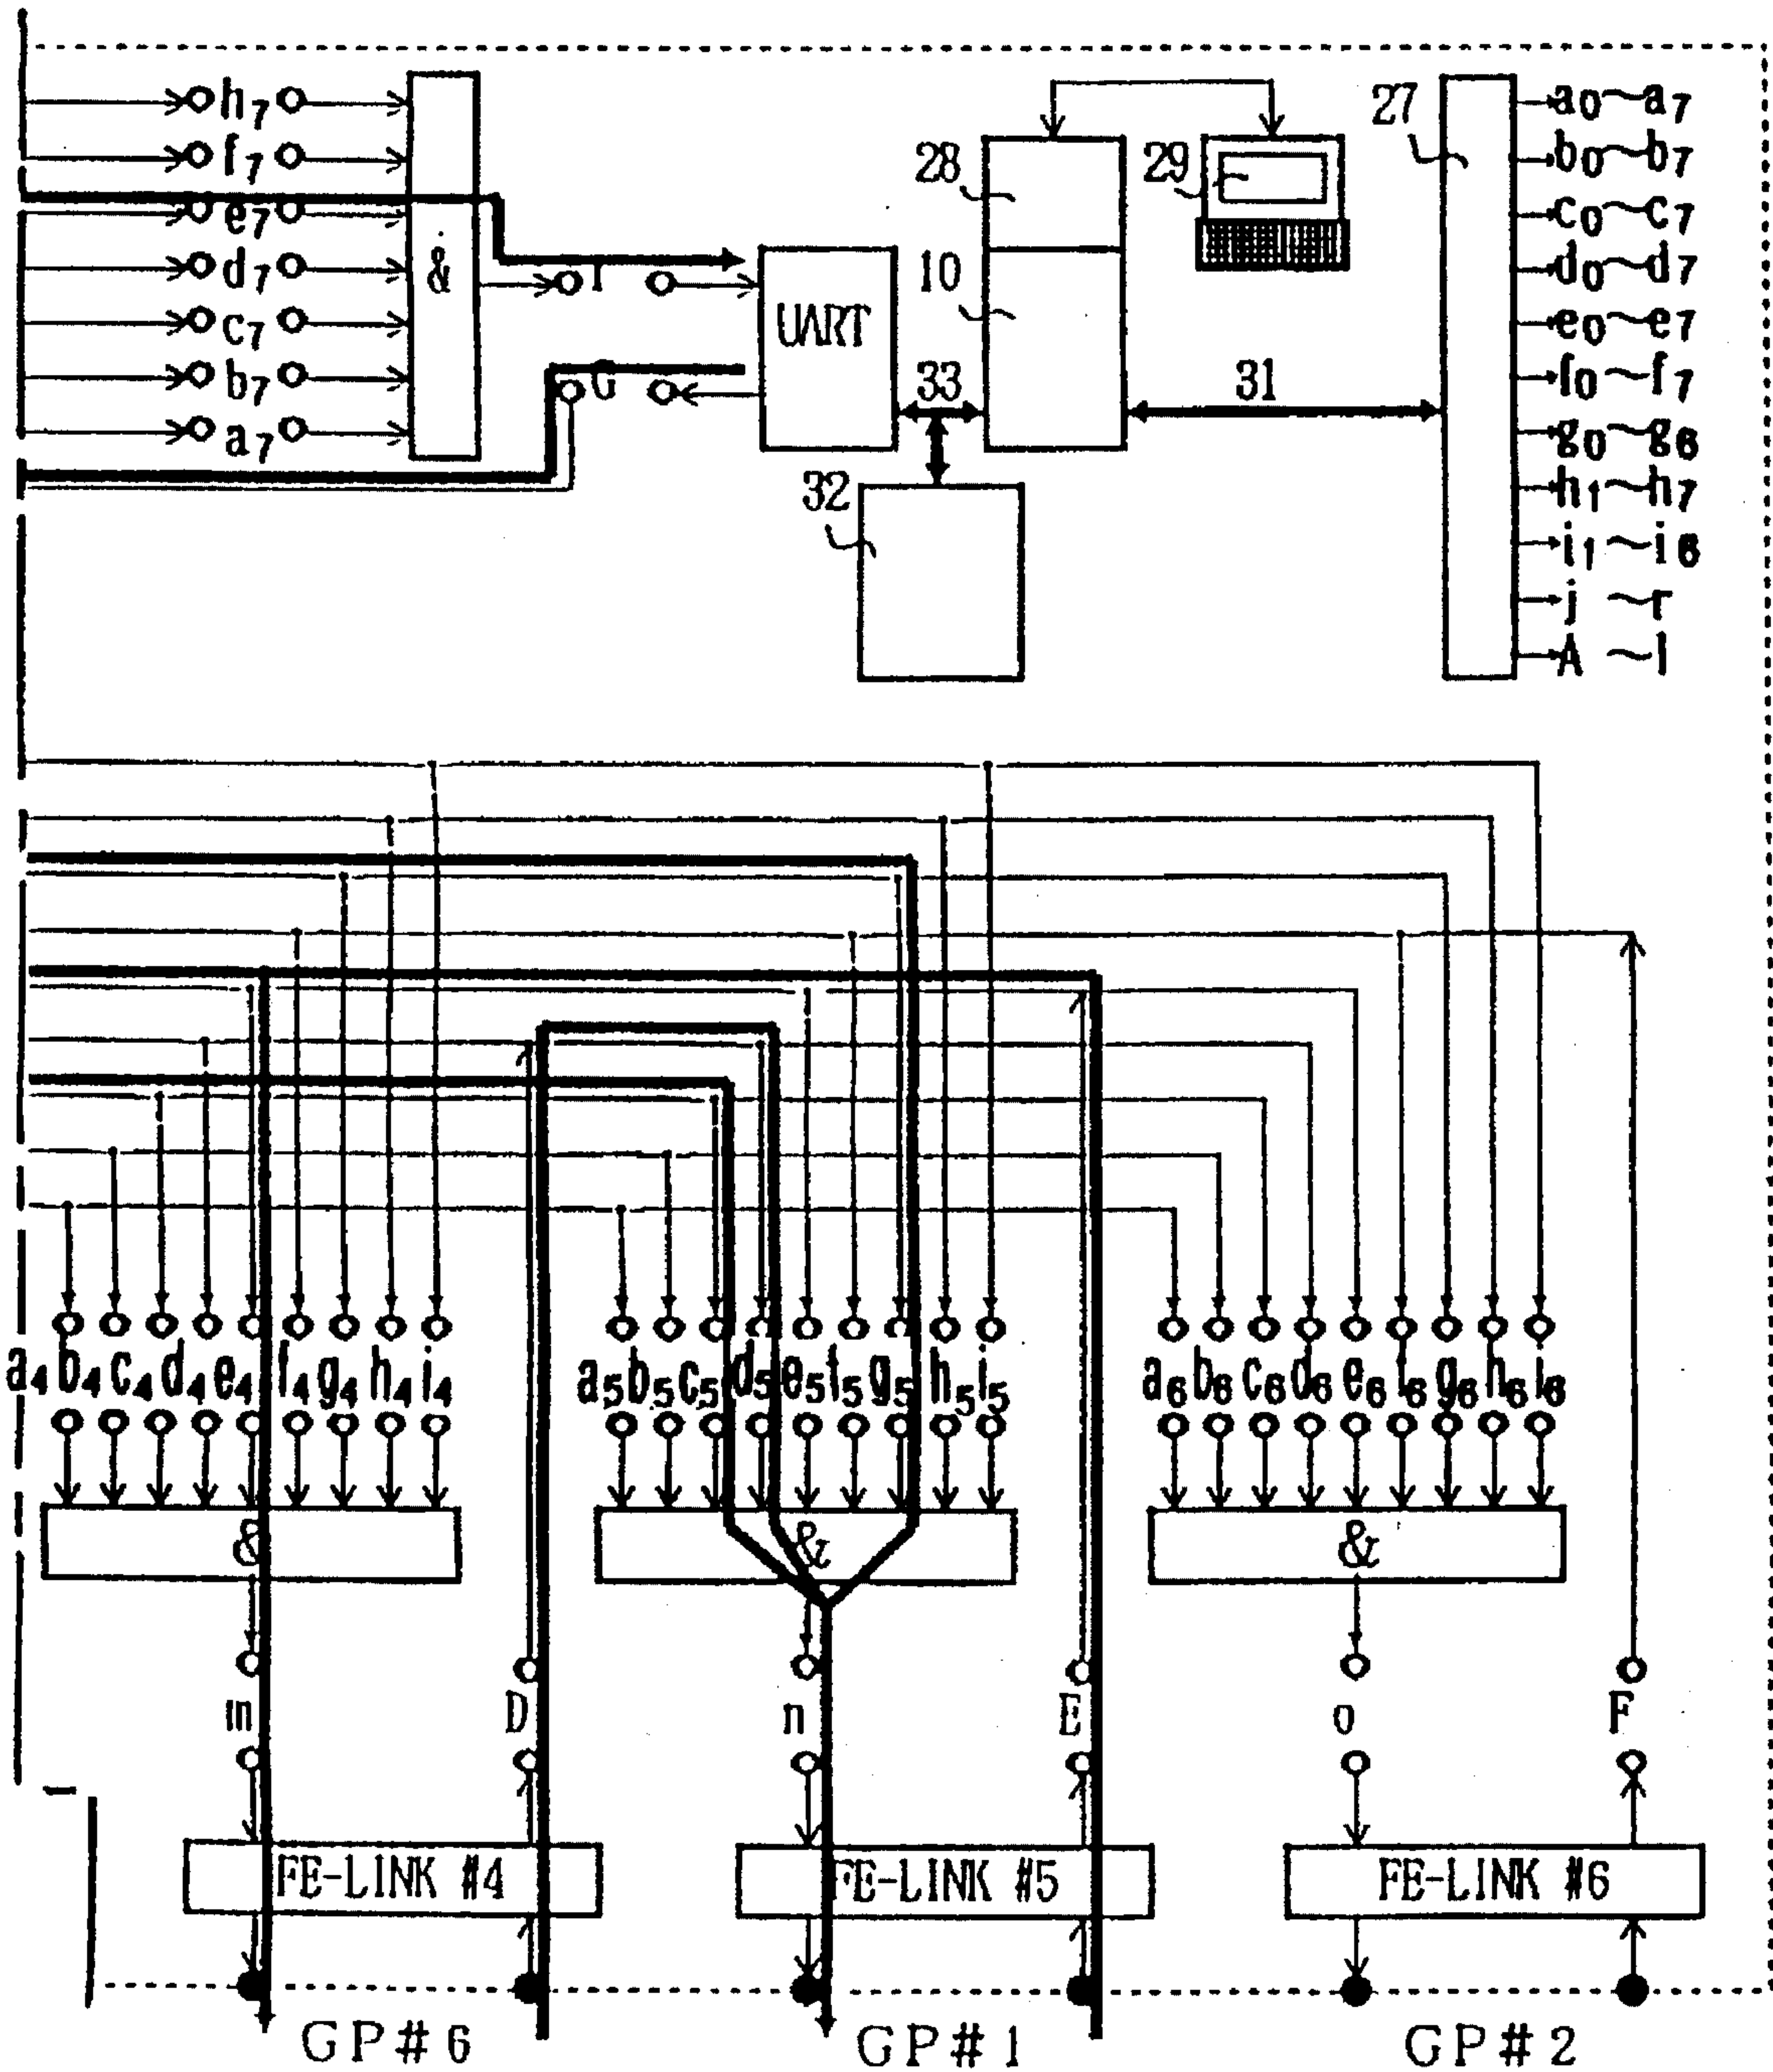 h7
f7
e7
d7
c7
b7
a7
&
I
G
UART
28
10
29
33
31
32
27
a0~a7
b0~b7
c0~c7
d0~d7
e0~e7
f0~f7
g0~g6
h1~h7
i1~i6
j ~r
A ~I
a4 b4 c4 d4 e4 f4 g4 h4 i4
a5 b5 c5 d5 e5 f5 g5 h5 i5
a6 b6 c6 d6 e6 f6 g6 h6 i6
& & &
m D n E o F
FE-LINK #4 FE-LINK #5 FE-LINK #6
GP#6 GP#1 GP#2